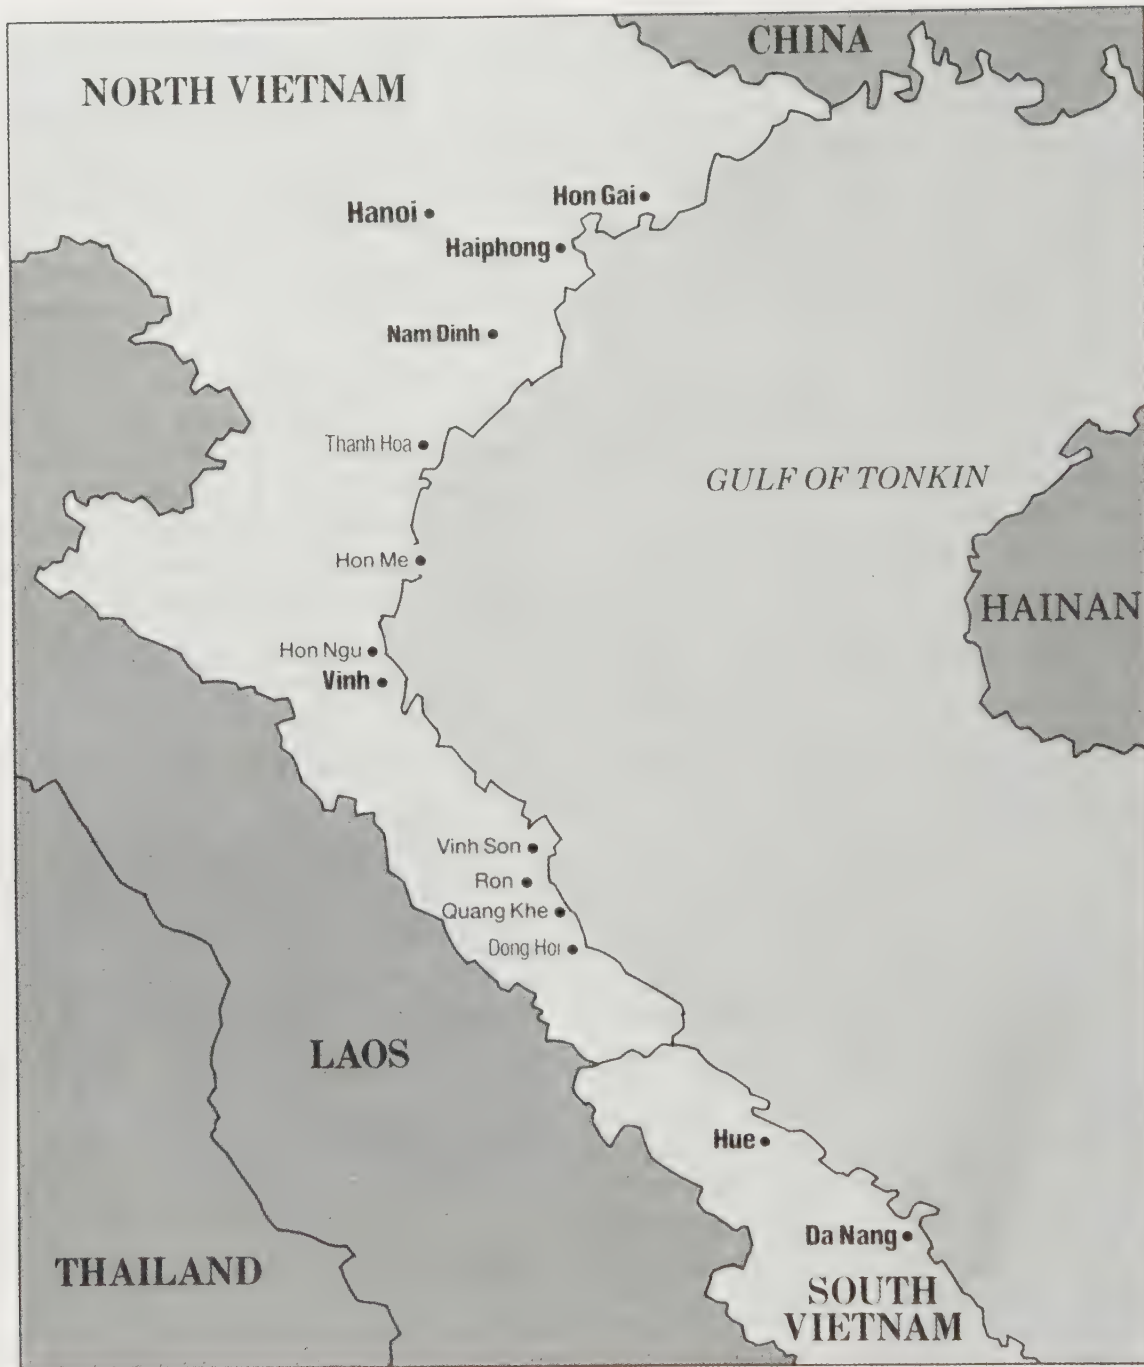 CHINA
NORTH VIETNAM
Hon Gai
Hanoi
Haiphong
Nam Dinh
Thanh Hoa
GULF OF TONKIN
Hon Me
HAINAN
Hon Ngu
Vinh
Vinh Son
Ron
Quang Khe
Dong Hoi
LAOS
Hue
Da Nang
THAILAND
SOUTH
VIETNAM